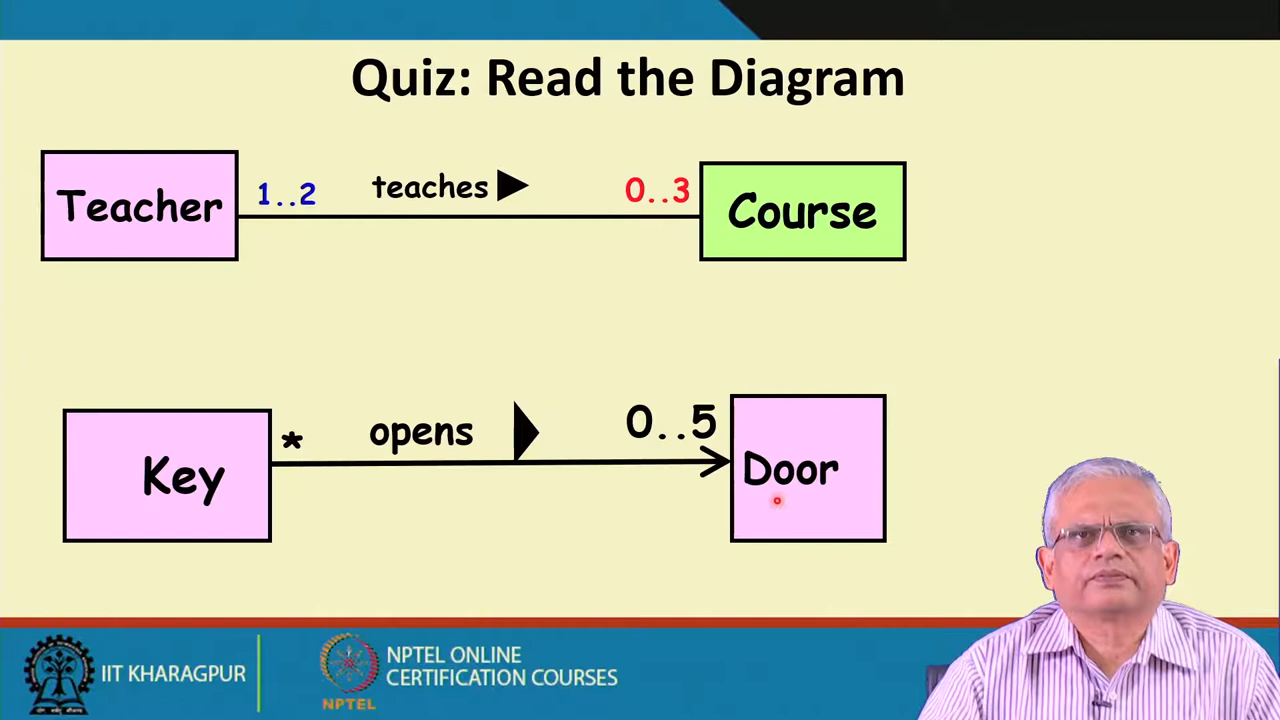 Quiz: Read the Diagram
Teacher
1..2
teaches
0..3
Course
Key
*
opens
0..5
Door
IIT KHARAGPUR
NPTEL
NPTEL ONLINE
CERTIFICATION COURSES